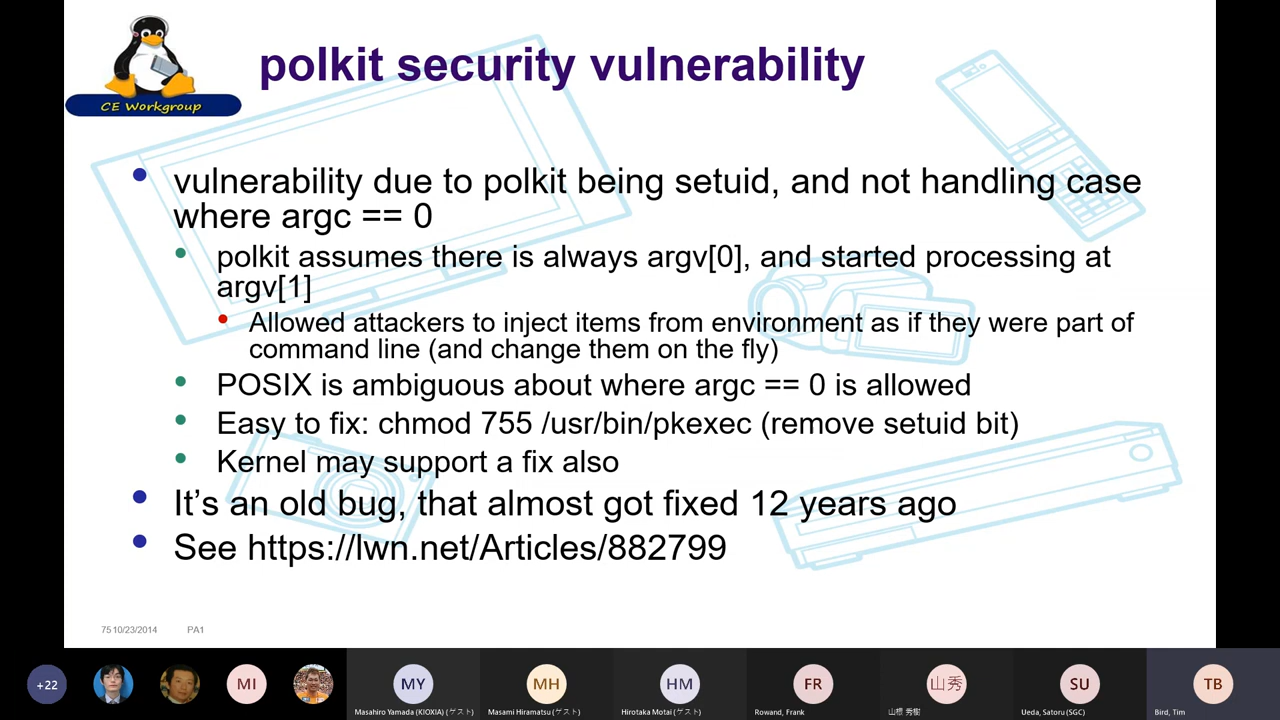 CE Workgroup
polkit security vulnerability
vulnerability due to polkit being setuid, and not handling case
where argc == 0
polkit assumes there is always argv[0], and started processing at
argv[1]
Allowed attackers to inject items from environment as if they were part of
command line (and change them on the fly)
POSIX is ambiguous about where argc == 0 is allowed
Easy to fix: chmod 755 /usr/bin/pkexec (remove setuid bit)
Kernel may support a fix also
It's an old bug, that almost got fixed 12 years ago
See https://lwn.net/Articles/882799
75 10/23/2014 PA1
+22 MI MY MH HM FR 山秀 SU TB
Masahiro Yamada (KIOXIA) (ゲスト) Masami Hiramatsu (ゲスト) Hirotaka Motai (ゲスト) Rowand, Frank 山根 秀樹 Ueda, Satoru (SGC) Bird, Tim